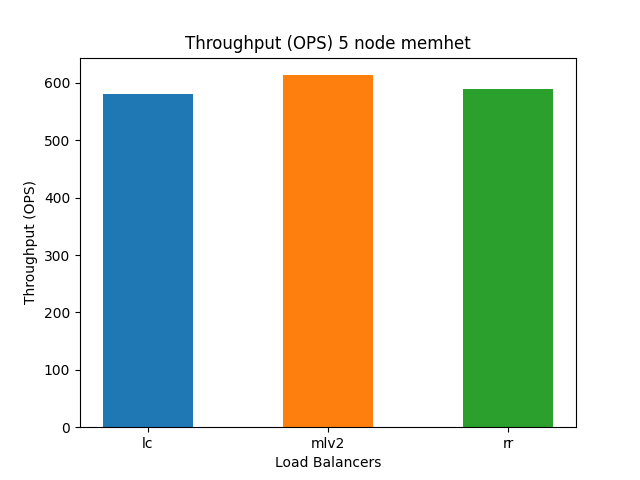 Throughput (OPS) 5 node memhet
Throughput (OPS)
600
500
400
300
200
100
0
lc
mlv2
rr
Load Balancers